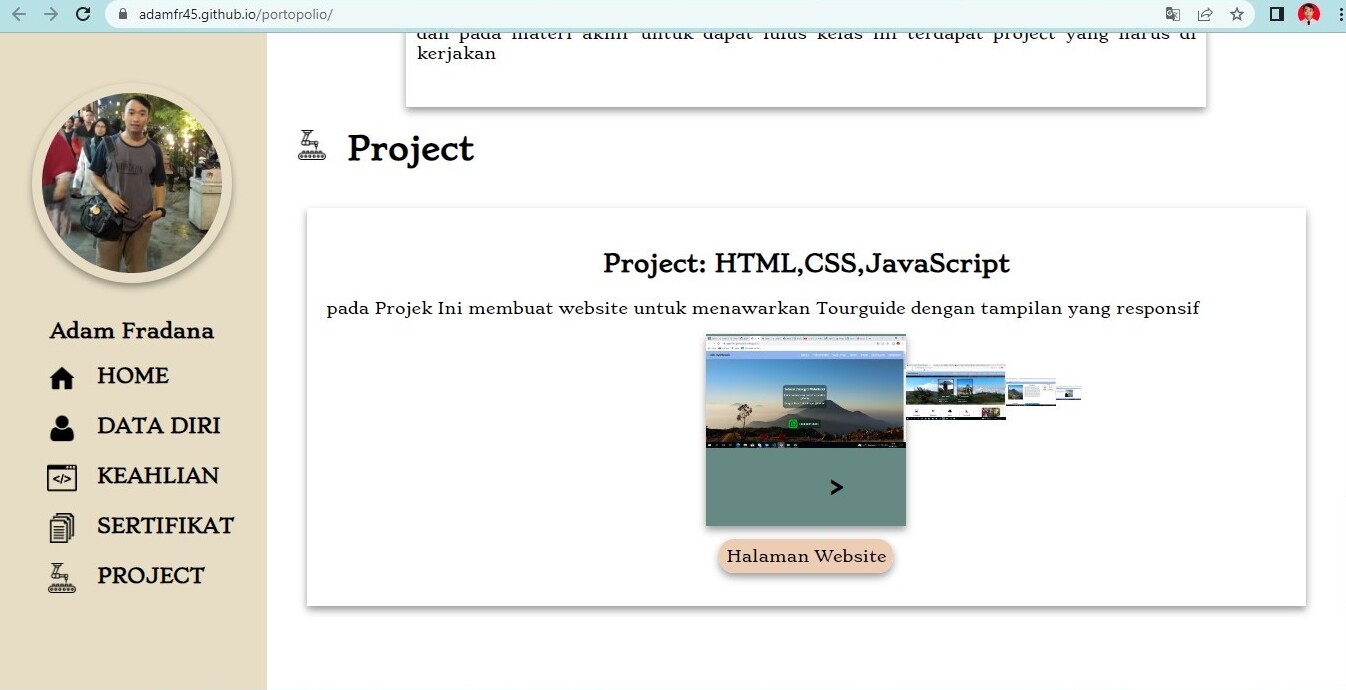 adamfr45.github.io/portopolio/
dan pada materi akhir untuk dapat lulus kelas ini terdapat project yang harus di
kerjakan
Project
Project: HTML,CSS,JavaScript
pada Projek Ini membuat website untuk menawarkan Tourguide dengan tampilan yang responsif
>
Halaman Website
Adam Fradana
HOME
DATA DIRI
</>
KEAHLIAN
SERTIFIKAT
PROJECT